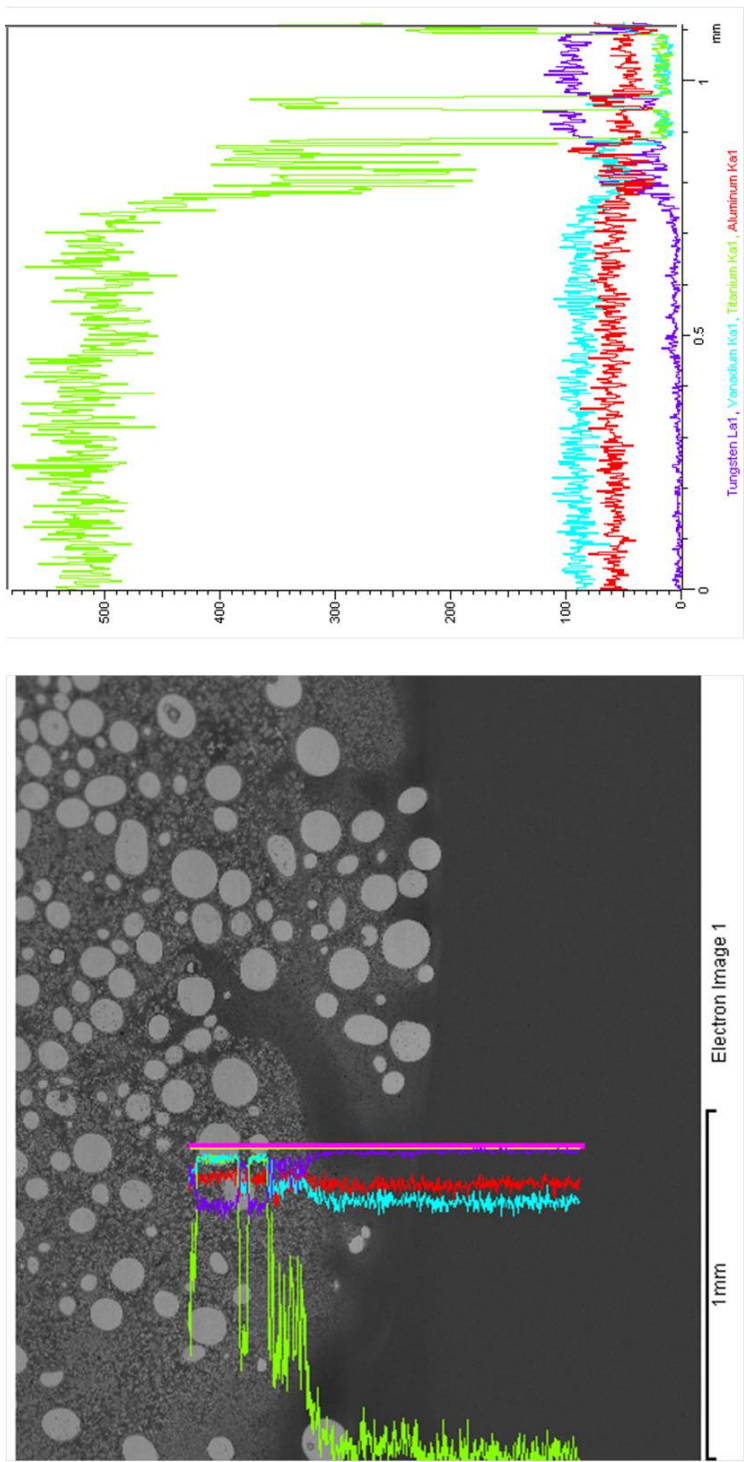 500
400
300
200
100
0
0
0.5
1
mm
Tungsten La1, Vanadium Ka1, Titanium Ka1, Aluminum Ka1
1mm
Electron Image 1